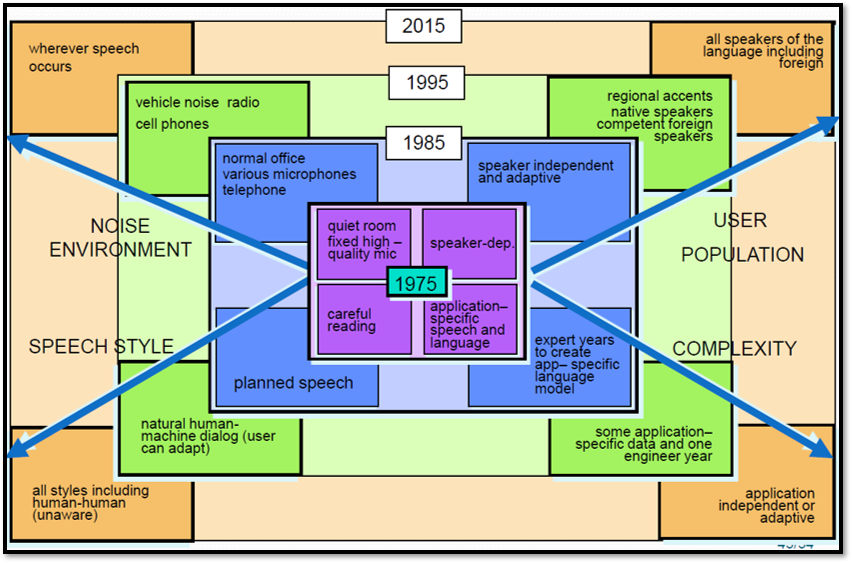 2015
wherever speech
occurs
all speakers of the
language including
foreign
1995
vehicle noise radio
cell phones
regional accents
native speakers
competent foreign
speakers
1985
normal office
various microphones
telephone
speaker independent
and adaptive
NOISE
ENVIRONMENT
USER
POPULATION
quiet room
fixed high –
quality mic
speaker-dep.
1975
careful
reading
application–
specific
speech and
language
SPEECH STYLE
COMPLEXITY
planned speech
expert years
to create
app– specific
language
model
natural human-
machine dialog (user
can adapt)
some application–
specific data and one
engineer year
all styles including
human-human
(unaware)
application
independent or
adaptive